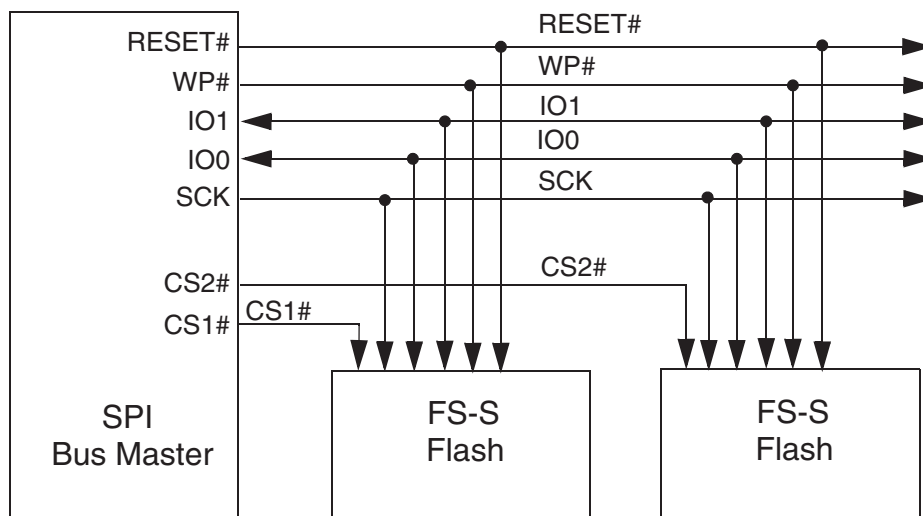 RESET#
RESET#
WP#
WP#
IO1
IO1
IO0
IO0
SCK
SCK
CS2#
CS2#
CS1#
CS1#
SPI
Bus Master
FS-S
Flash
FS-S
Flash